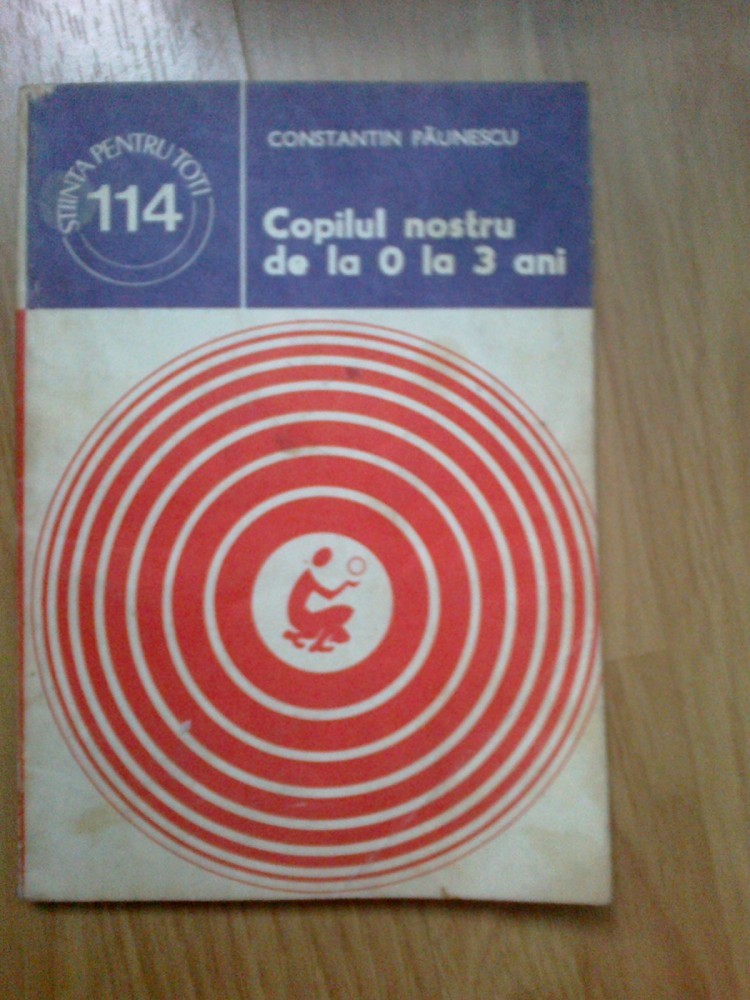 ȘTIINȚA PENTRU TOȚI
114
CONSTANTIN PĂUNESCU
Copilul nostru
de la 0 la 3 ani